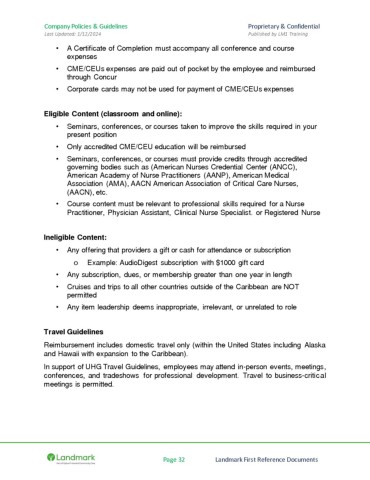 Company Policies & Guidelines Proprietary & Confidential
Last Updated: 1/12/2024 Published by LM1 Training
• A Certificate of Completion must accompany all conference and course
expenses
• CME/CEUs expenses are paid out of pocket by the employee and reimbursed
through Concur
• Corporate cards may not be used for payment of CME/CEUs expenses
Eligible Content (classroom and online):
• Seminars, conferences, or courses taken to improve the skills required in your
present position
• Only accredited CME/CEU education will be reimbursed
• Seminars, conferences, or courses must provide credits through accredited
governing bodies such as (American Nurses Credential Center (ANCC),
American Academy of Nurse Practitioners (AANP), American Medical
Association (AMA), AACN American Association of Critical Care Nurses,
(AACN), etc.
• Course content must be relevant to professional skills required for a Nurse
Practitioner, Physician Assistant, Clinical Nurse Specialist. or Registered Nurse
Ineligible Content:
• Any offering that providers a gift or cash for attendance or subscription
o Example: AudioDigest subscription with $1000 gift card
• Any subscription, dues, or membership greater than one year in length
• Cruises and trips to all other countries outside of the Caribbean are NOT
permitted
• Any item leadership deems inappropriate, irrelevant, or unrelated to role
Travel Guidelines
Reimbursement includes domestic travel only (within the United States including Alaska
and Hawaii with expansion to the Caribbean).
In support of UHG Travel Guidelines, employees may attend in-person events, meetings,
conferences, and tradeshows for professional development. Travel to business-critical
meetings is permitted.
Landmark
Page 32 Landmark First Reference Documents